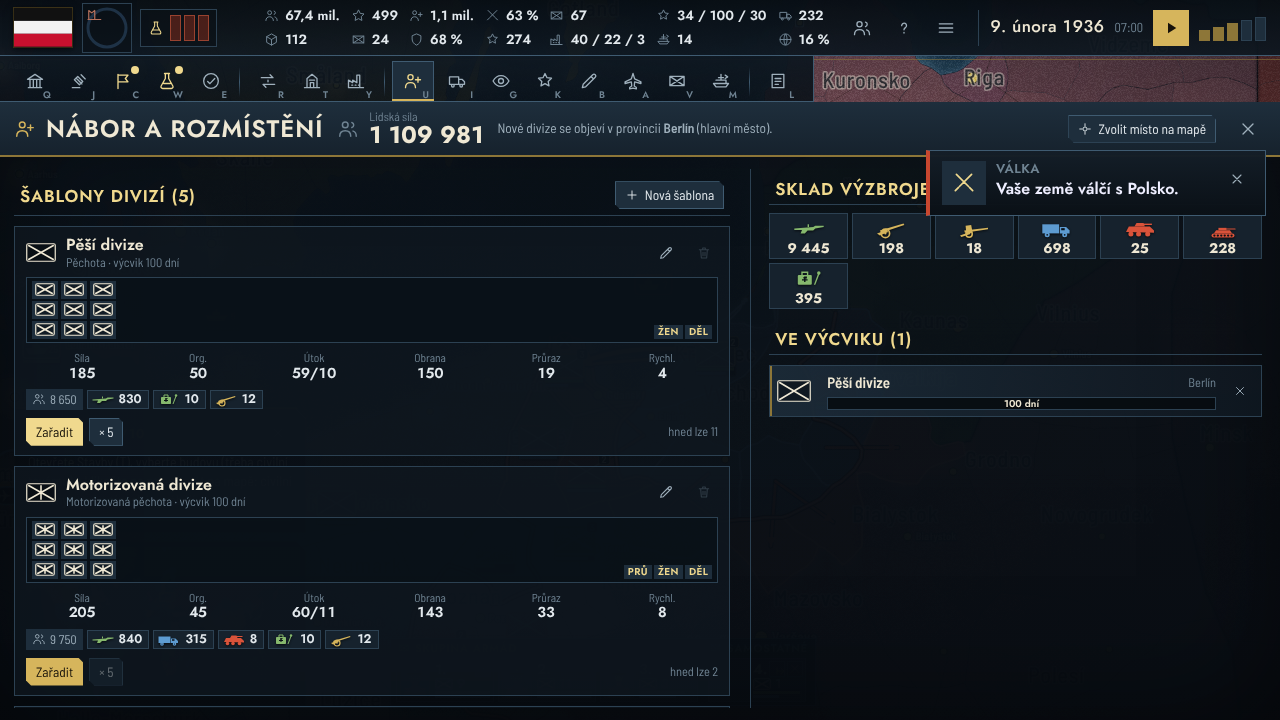 67,4 mil. 499 1,1 mil. 63 % 67 34 / 100 / 30 232
112 24 68 % 274 40 / 22 / 3 14 16 %
? 9. února 1936 07:00
Q J C W E R T Y U I G K B A V M L
Kuronsko Riga
NÁBOR A ROZMÍSTĚNÍ
Lidská síla
1 109 981
Nové divize se objeví v provincii Berlín (hlavní město).
Zvolit místo na mapě
VÁLKA
Vaše země válčí s Polsko.
ŠABLONY DIVIZÍ (5)
Nová šablona
Pěší divize
Pěchota · výcvik 100 dní
ŽEN DĚL
Síla Org. Útok Obrana Průraz Rychl.
185 50 59/10 150 19 4
8 650 830 10 12
Zařadit ×5 hned lze 11
Motorizovaná divize
Motorizovaná pěchota · výcvik 100 dní
PRŮ ŽEN DĚL
Síla Org. Útok Obrana Průraz Rychl.
205 45 60/11 143 33 8
9 750 840 315 8 10 12
Zařadit ×5 hned lze 2
SKLAD VÝZBROJE
9 445 198 18 698 25 228
395
VE VÝCVIKU (1)
Pěší divize Berlín
100 dní